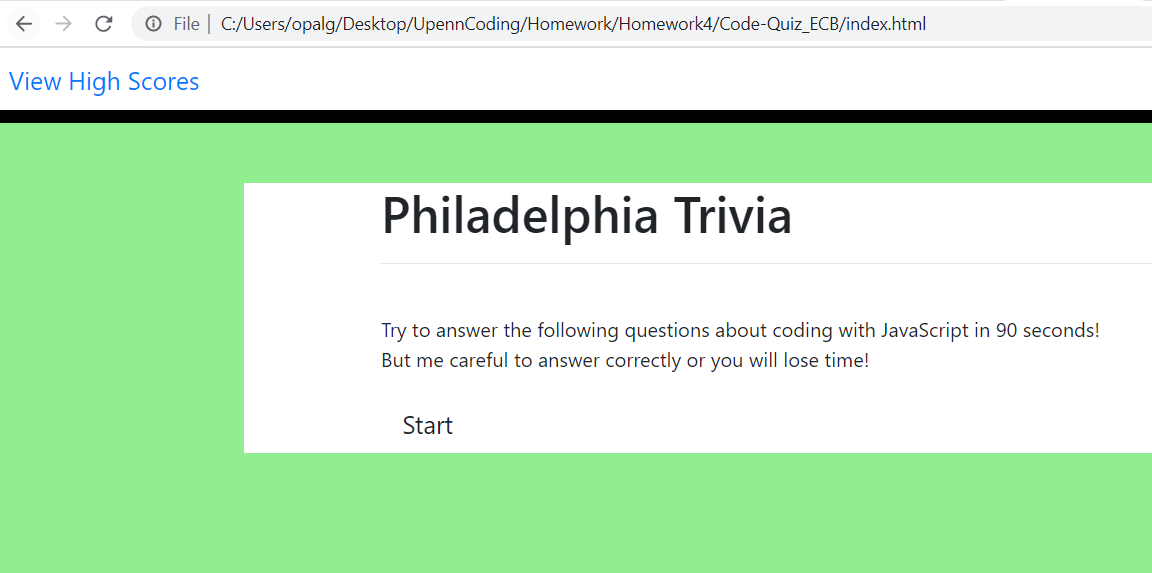 File | C:/Users/opalg/Desktop/UpennCoding/Homework/Homework4/Code-Quiz_ECB/index.html
View High Scores
Philadelphia Trivia
Try to answer the following questions about coding with JavaScript in 90 seconds!
But me careful to answer correctly or you will lose time!
Start